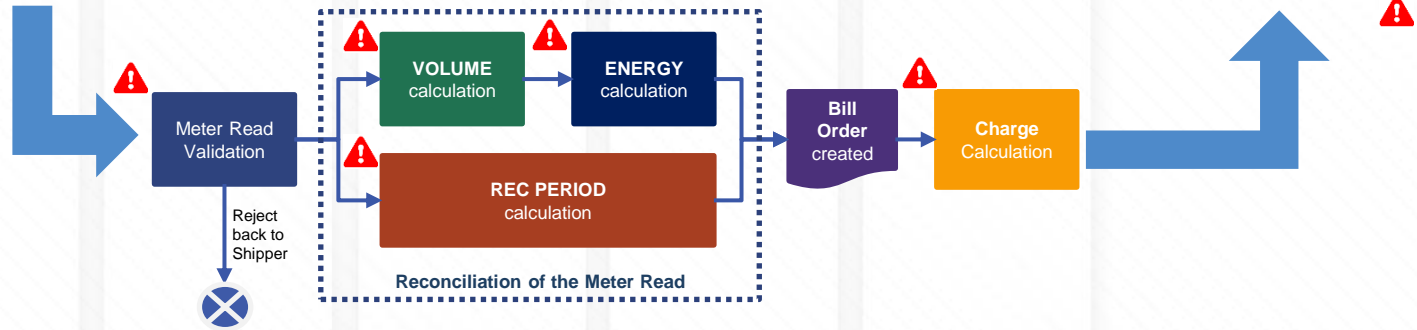 Meter Read
Validation
Reject
back to
Shipper
VOLUME
calculation
ENERGY
calculation
REC PERIOD
calculation
Reconciliation of the Meter Read
Bill
Order
created
Charge
Calculation